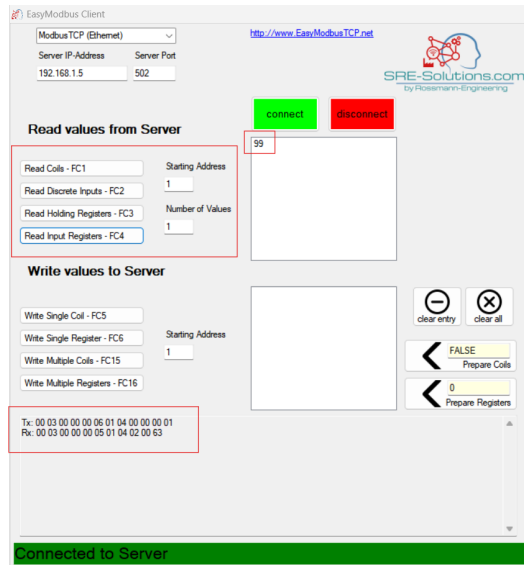 EasyModbus Client
ModbusTCP (Ethernet)
http://www.EasyModbusTCP.net
Server IP-Address
Server Port
192.168.1.5
502
SRE-Solutions.com
by Rossmann-Engineering
connect
disconnect
Read values from Server
99
Read Coils - FC1
Starting Address
1
Read Discrete Inputs - FC2
Read Holding Registers - FC3
Number of Values
1
Read Input Registers - FC4
Write values to Server
clear entry
clear all
Write Single Coil - FC5
Write Single Register - FC6
Starting Address
1
Write Multiple Coils - FC15
FALSE
Prepare Coils
Write Multiple Registers - FC16
0
Prepare Registers
Tx: 00 03 00 00 00 06 01 04 00 00 00 01
Rx: 00 03 00 00 00 05 01 04 02 00 63
Connected to Server